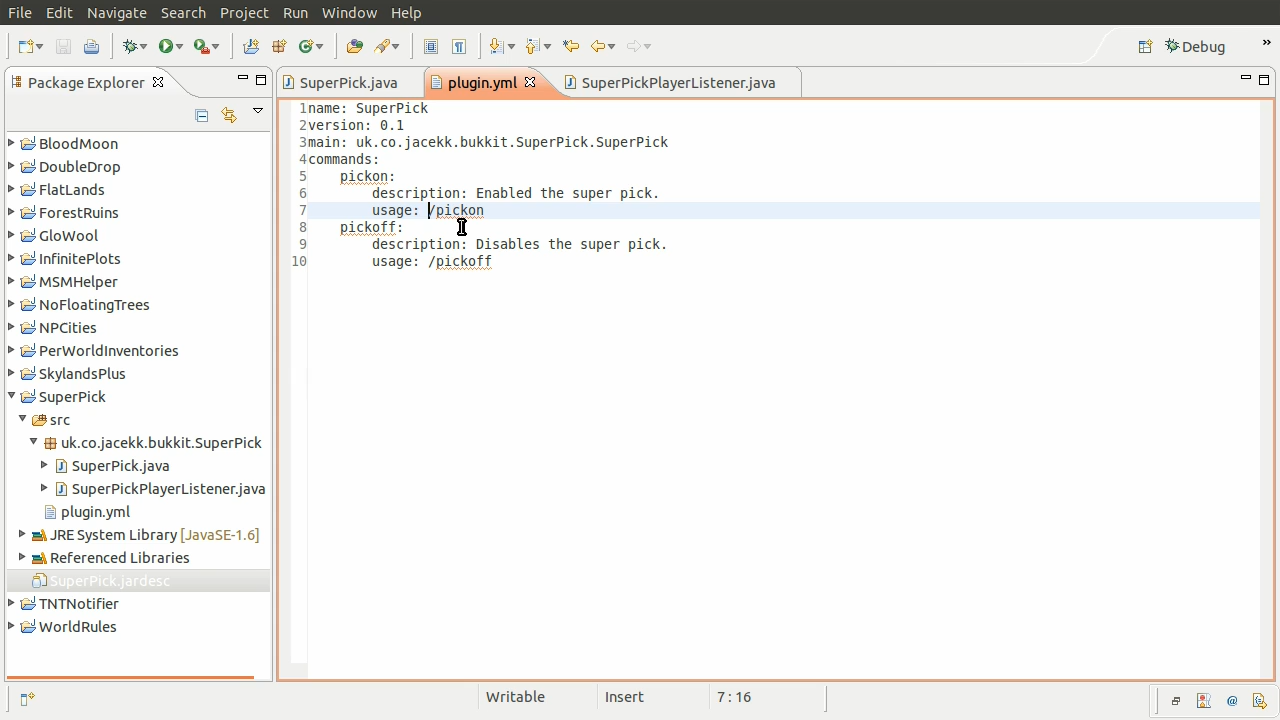 File Edit Navigate Search Project Run Window Help
Debug
»
Package Explorer
SuperPick.java
plugin.yml
SuperPickPlayerListener.java
BloodMoon
DoubleDrop
FlatLands
ForestRuins
GloWool
InfinitePlots
MSMHelper
NoFloatingTrees
NPCities
PerWorldInventories
SkylandsPlus
SuperPick
src
uk.co.jacekk.bukkit.SuperPick
SuperPick.java
SuperPickPlayerListener.java
plugin.yml
JRE System Library [JavaSE-1.6]
Referenced Libraries
SuperPick.jardesc
TNTNotifier
WorldRules
1name: SuperPick
2version: 0.1
3main: uk.co.jacekk.bukkit.SuperPick.SuperPick
4commands:
5    pickon:
6        description: Enabled the super pick.
7        usage: /pickon
8    pickoff:
9        description: Disables the super pick.
10        usage: /pickoff
Writable Insert 7 : 16